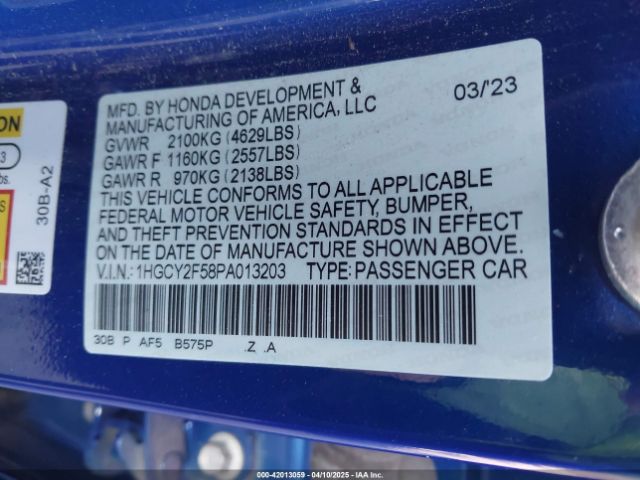 MFD. BY HONDA DEVELOPMENT &
MANUFACTURING OF AMERICA, LLC 03/'23
GVWR 2100KG (4629LBS)
GAWR F 1160KG (2557LBS)
GAWR R 970KG (2138LBS)
THIS VEHICLE CONFORMS TO ALL APPLICABLE
FEDERAL MOTOR VEHICLE SAFETY, BUMPER,
AND THEFT PREVENTION STANDARDS IN EFFECT
ON THE DATE OF MANUFACTURE SHOWN ABOVE.
V.I.N.: 1HGCY2F58PA013203 TYPE: PASSENGER CAR
30B P AF5 B575P .Z .A
30B-A2
3
000-42013059 - 04/10/2025 - IAA Inc.